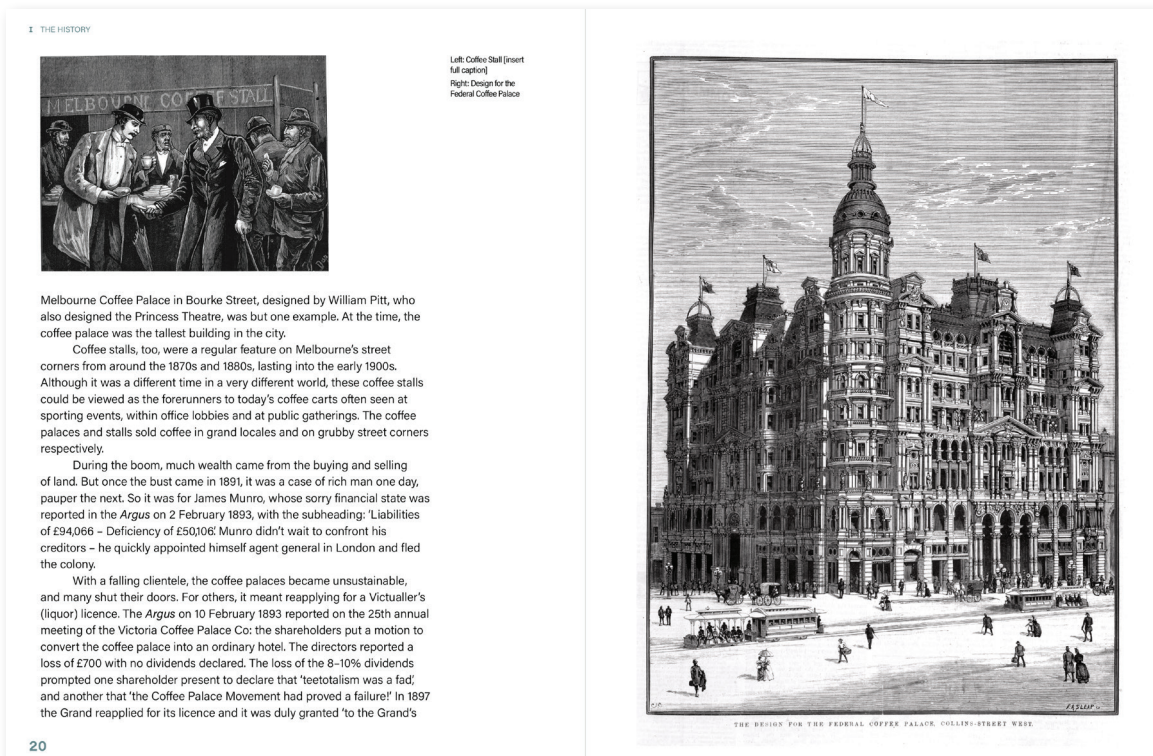 I THE HISTORY
MELBOURNE COFFEE STALL
Left: Coffee Stall [insert
full caption]
Right: Design for the
Federal Coffee Palace
Melbourne Coffee Palace in Bourke Street, designed by William Pitt, who
also designed the Princess Theatre, was but one example. At the time, the
coffee palace was the tallest building in the city.
Coffee stalls, too, were a regular feature on Melbourne's street
corners from around the 1870s and 1880s, lasting into the early 1900s.
Although it was a different time in a very different world, these coffee stalls
could be viewed as the forerunners to today's coffee carts often seen at
sporting events, within office lobbies and at public gatherings. The coffee
palaces and stalls sold coffee in grand locales and on grubby street corners
respectively.
During the boom, much wealth came from the buying and selling
of land. But once the bust came in 1891, it was a case of rich man one day,
pauper the next. So it was for James Munro, whose sorry financial state was
reported in the Argus on 2 February 1893, with the subheading: 'Liabilities
of £94,066 – Deficiency of £50,106'. Munro didn't wait to confront his
creditors – he quickly appointed himself agent general in London and fled
the colony.
With a falling clientele, the coffee palaces became unsustainable,
and many shut their doors. For others, it meant reapplying for a Victualler's
(liquor) licence. The Argus on 10 February 1893 reported on the 25th annual
meeting of the Victoria Coffee Palace Co: the shareholders put a motion to
convert the coffee palace into an ordinary hotel. The directors reported a
loss of £700 with no dividends declared. The loss of the 8–10% dividends
prompted one shareholder present to declare that 'teetotalism was a fad',
and another that 'the Coffee Palace Movement had proved a failure!' In 1897
the Grand reapplied for its licence and it was duly granted 'to the Grand's
20
F.A.SLEAP
THE DESIGN FOR THE FEDERAL COFFEE PALACE, COLLINS-STREET WEST.